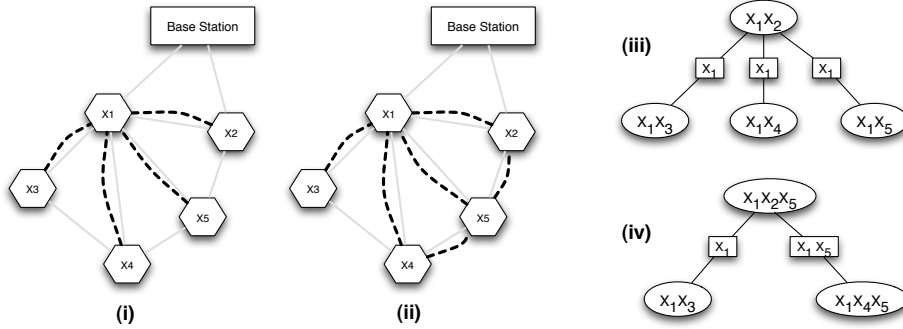 Base Station
X1
X2
X3
X5
X4
(i)
Base Station
X1
X2
X3
X5
X4
(ii)
(iii)
X₁X₂
X₁
X₁
X₁
X₁X₃
X₁X₄
X₁X₅
(iv)
X₁X₂X₅
X₁
X₁ X₅
X₁X₃
X₁X₄X₅